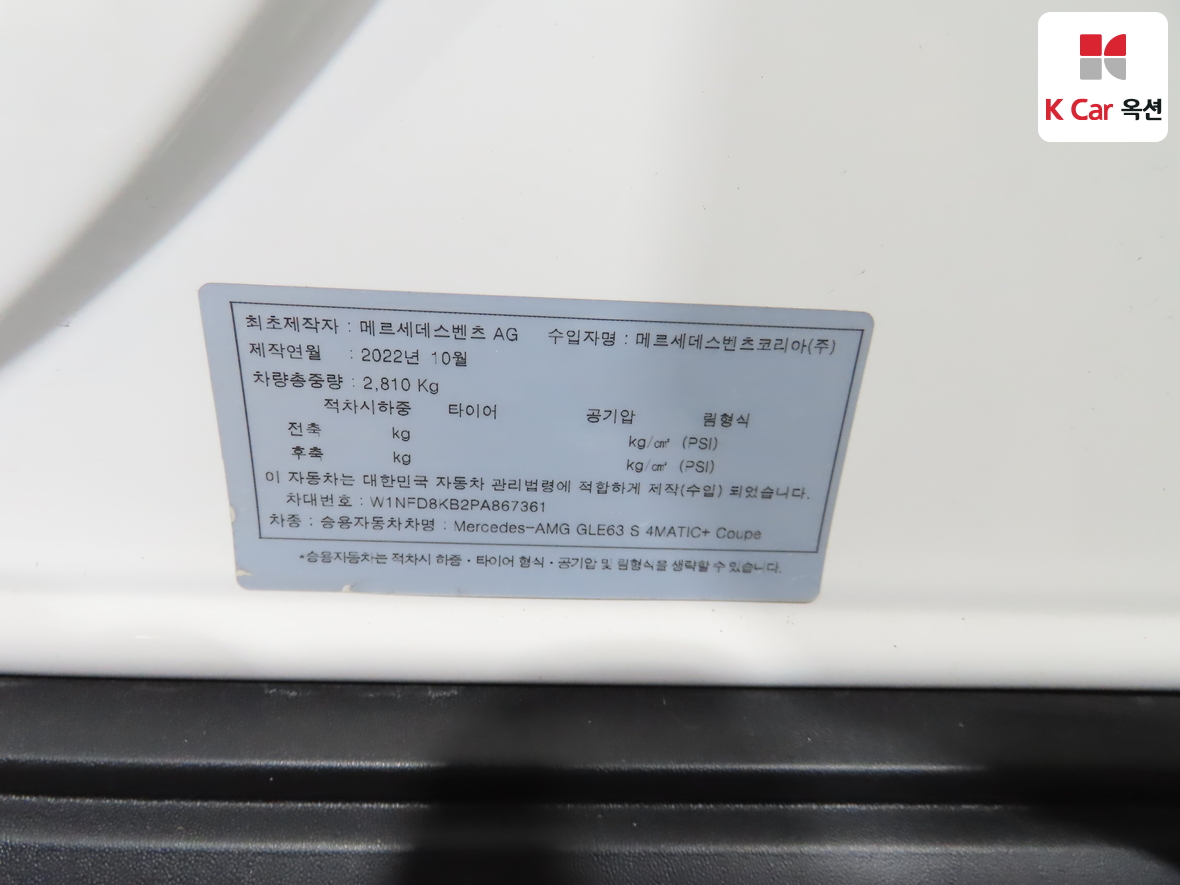 K Car 옥션
최초제작자 : 메르세데스벤츠 AG 수입자명 : 메르세데스벤츠코리아(주)
제작연월 : 2022년 10월
차량총중량 : 2,810 Kg
적차시하중 타이어 공기압 림형식
전축 kg kg/㎠ (PSI)
후축 kg kg/㎠ (PSI)
이 자동차는 대한민국 자동차 관리법령에 적합하게 제작(수입) 되었습니다.
차대번호 : W1NFD8KB2PA867361
차종 : 승용자동차차명 : Mercedes-AMG GLE63 S 4MATIC+ Coupe
*승용자동차는 적차시 하중·타이어 형식·공기압 및 림형식을 생략할 수 있습니다.